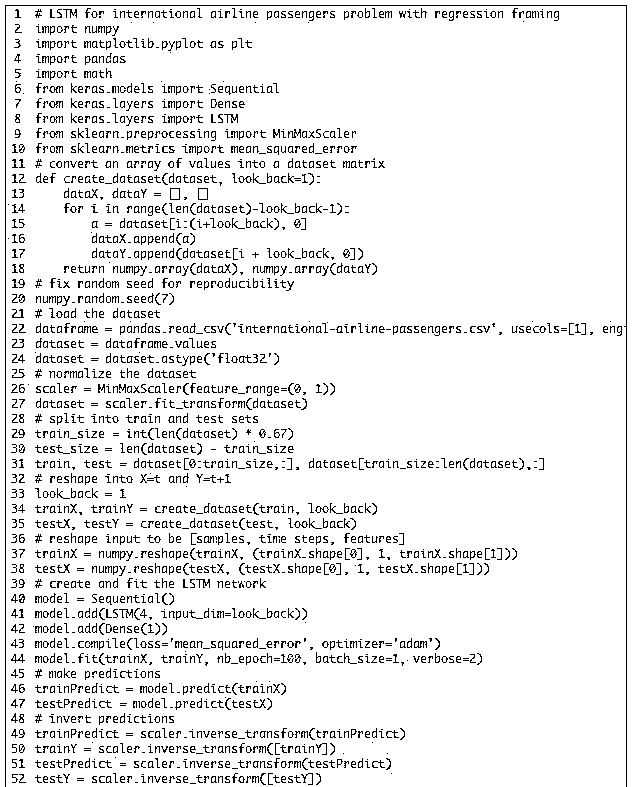 1 # LSTM for international airline passengers problem with regression framing
2 import numpy
3 import matplotlib.pyplot as plt
4 import pandas
5 import math
6 from keras.models import Sequential
7 from keras.layers import Dense
8 from keras.layers import LSTM
9 from sklearn.preprocessing import MinMaxScaler
10 from sklearn.metrics import mean_squared_error
11 # convert an array of values into a dataset matrix
12 def create_dataset(dataset, look_back=1):
13     dataX, dataY = [], []
14     for i in range(len(dataset)-look_back-1):
15         a = dataset[i:(i+look_back), 0]
16         dataX.append(a)
17         dataY.append(dataset[i + look_back, 0])
18     return numpy.array(dataX), numpy.array(dataY)
19 # fix random seed for reproducibility
20 numpy.random.seed(7)
21 # load the dataset
22 dataframe = pandas.read_csv('international-airline-passengers.csv', usecols=[1], eng
23 dataset = dataframe.values
24 dataset = dataset.astype('float32')
25 # normalize the dataset
26 scaler = MinMaxScaler(feature_range=(0, 1))
27 dataset = scaler.fit_transform(dataset)
28 # split into train and test sets
29 train_size = int(len(dataset) * 0.67)
30 test_size = len(dataset) - train_size
31 train, test = dataset[0:train_size,:], dataset[train_size:len(dataset),:]
32 # reshape into X=t and Y=t+1
33 look_back = 1
34 trainX, trainY = create_dataset(train, look_back)
35 testX, testY = create_dataset(test, look_back)
36 # reshape input to be [samples, time steps, features]
37 trainX = numpy.reshape(trainX, (trainX.shape[0], 1, trainX.shape[1]))
38 testX = numpy.reshape(testX, (testX.shape[0], 1, testX.shape[1]))
39 # create and fit the LSTM network
40 model = Sequential()
41 model.add(LSTM(4, input_dim=look_back))
42 model.add(Dense(1))
43 model.compile(loss='mean_squared_error', optimizer='adam')
44 model.fit(trainX, trainY, nb_epoch=100, batch_size=1, verbose=2)
45 # make predictions
46 trainPredict = model.predict(trainX)
47 testPredict = model.predict(testX)
48 # invert predictions
49 trainPredict = scaler.inverse_transform(trainPredict)
50 trainY = scaler.inverse_transform([trainY])
51 testPredict = scaler.inverse_transform(testPredict)
52 testY = scaler.inverse_transform([testY])